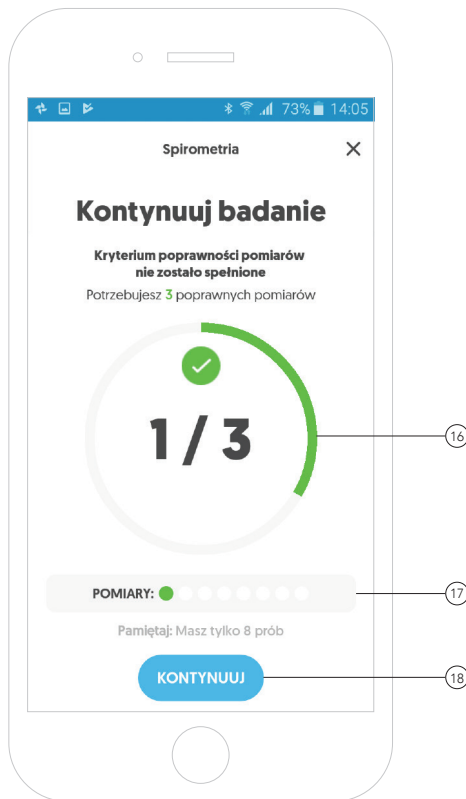 73% 14:05
Spirometria
Kontynuuj badanie
Kryterium poprawności pomiarów
nie zostało spełnione
Potrzebujesz 3 poprawnych pomiarów
1 / 3
16
POMIARY:
17
Pamiętaj: Masz tylko 8 prób
KONTYNUUJ
18